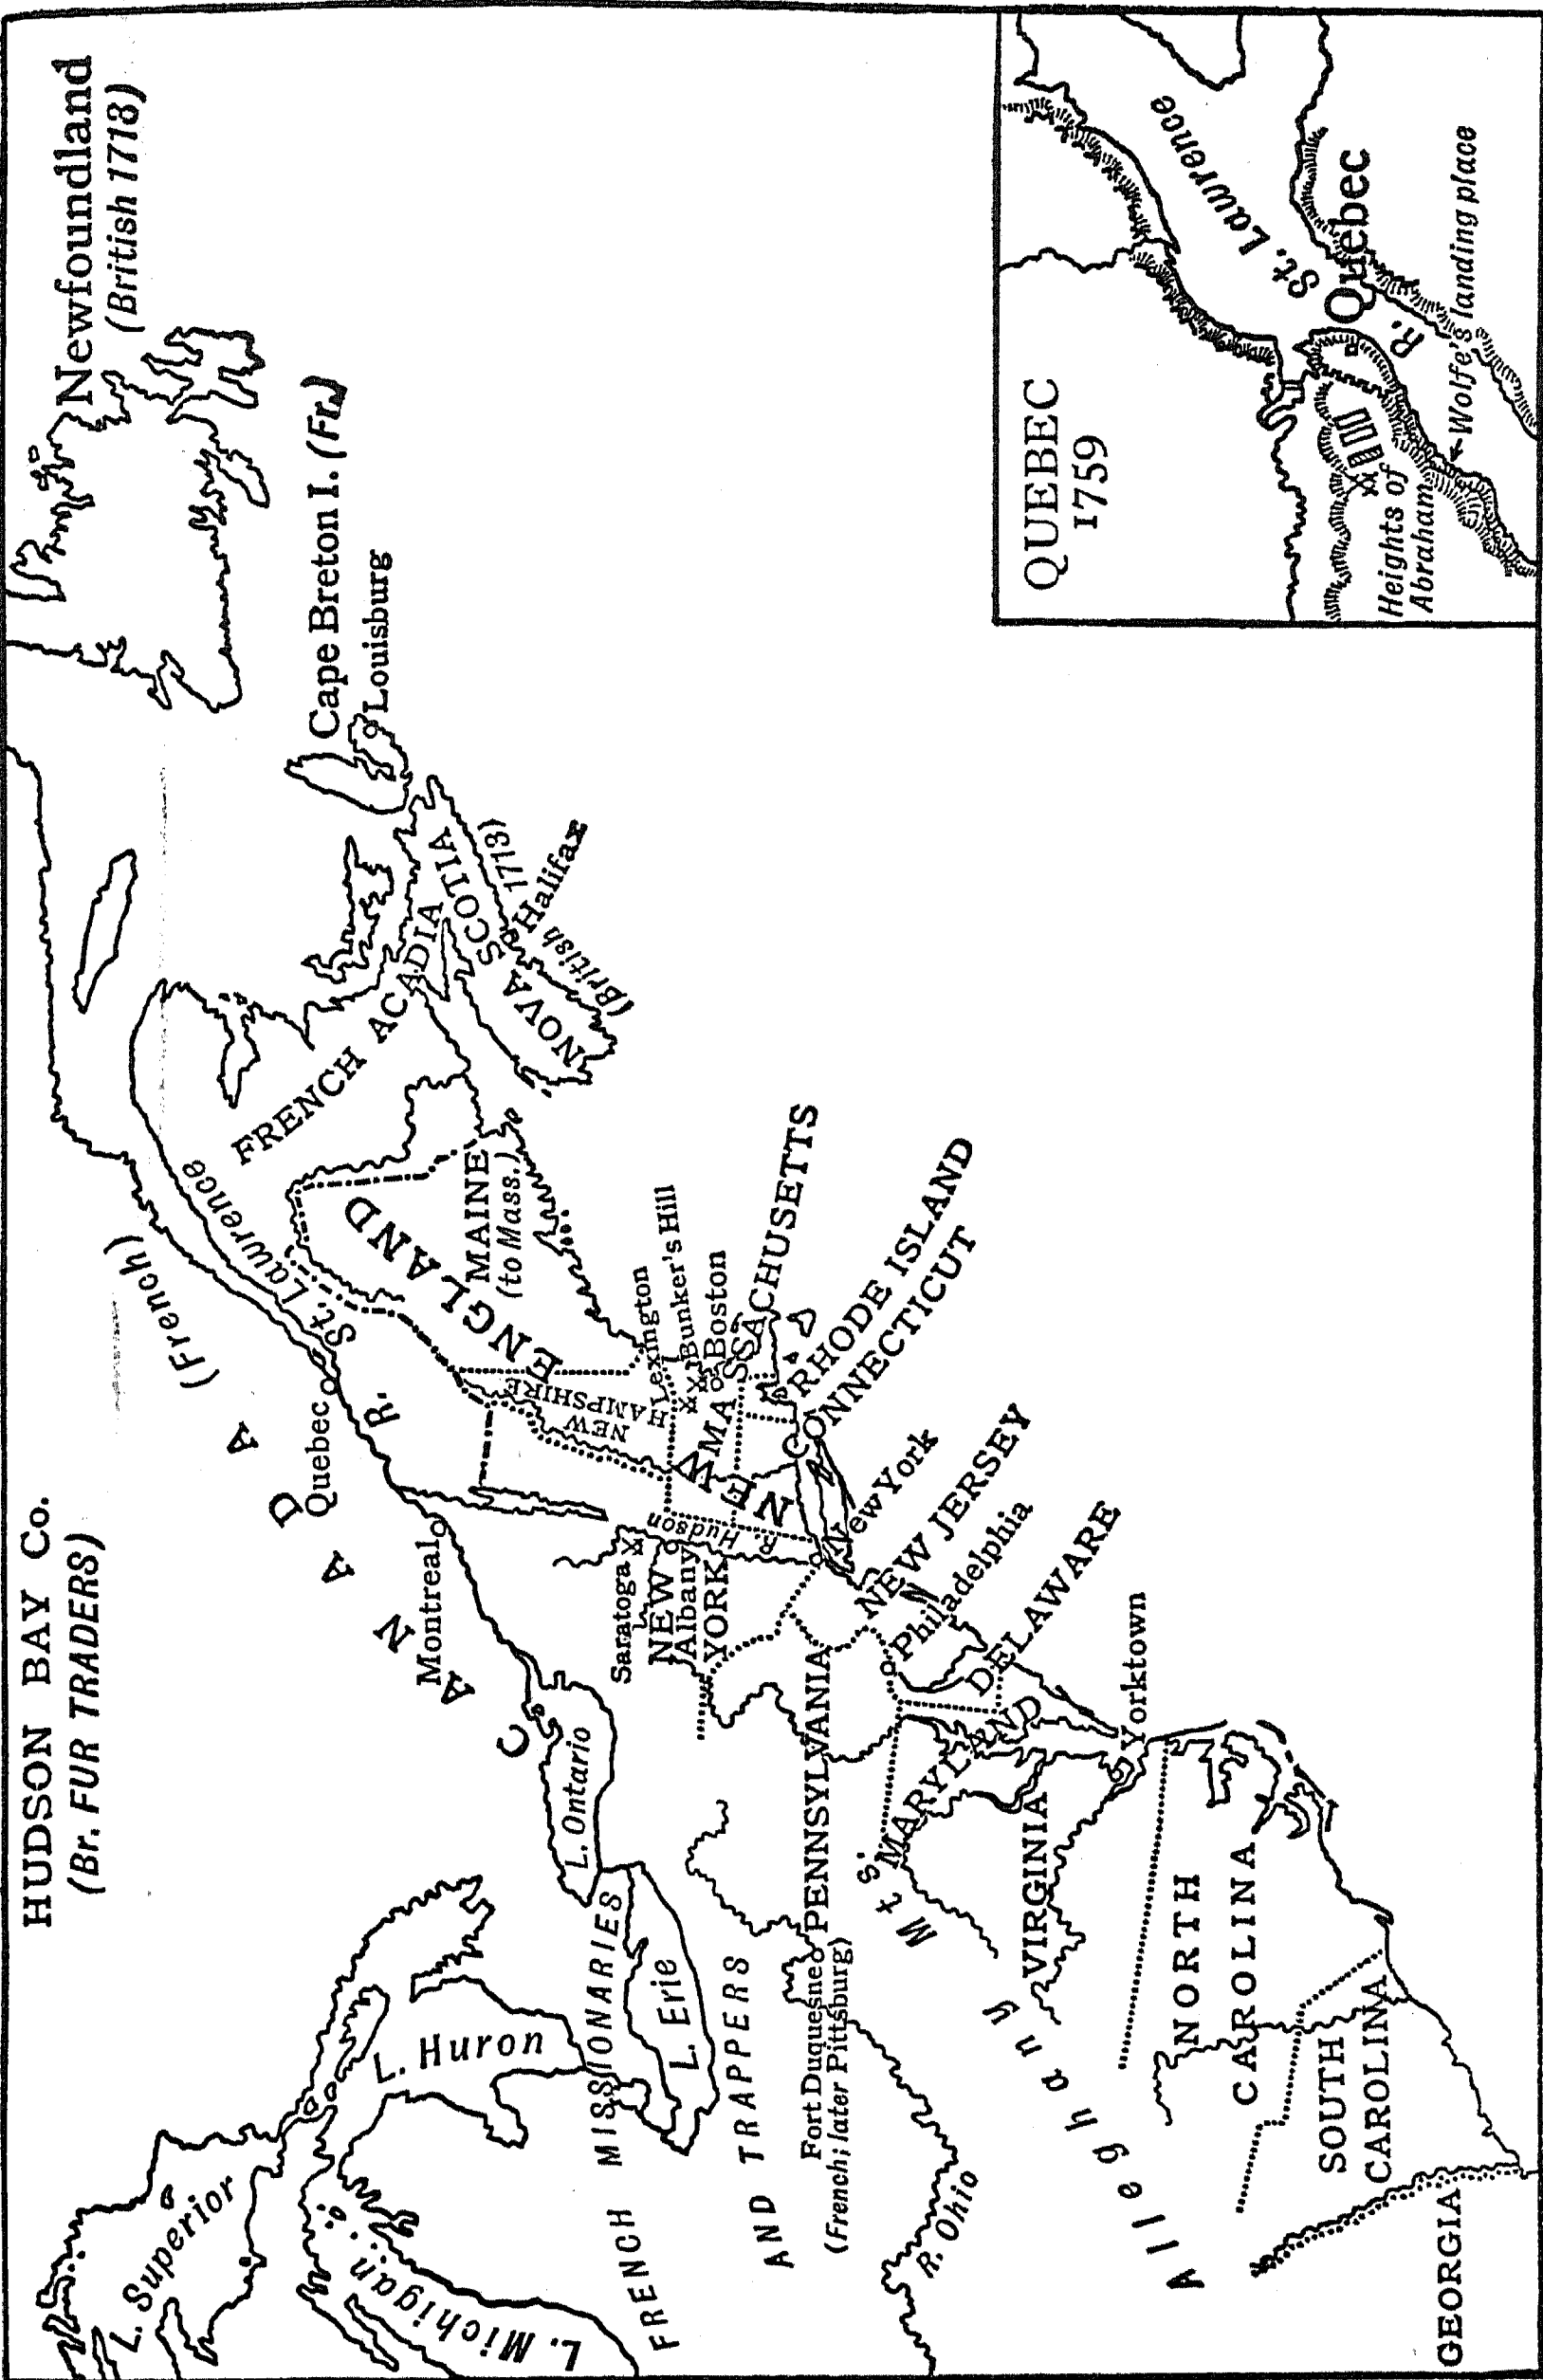 HUDSON BAY Co.
(Br. FUR TRADERS)
Newfoundland
(British 1713)
CANADA
(French)
Cape Breton I. (Fr.)
Louisburg
L. Superior
L. Michigan
L. Huron
L. Ontario
L. Erie
Quebec
Montreal
R. St. Lawrence
FRENCH ACADIA
NOVA SCOTIA
(British 1713)
Halifax
NEW ENGLAND
MAINE
(to Mass.)
NEW
HAMPSHIRE
Lexington
Bunker's Hill
Boston
MASSACHUSETTS
RHODE ISLAND
CONNECTICUT
Saratoga
NEW
Albany
YORK
Hudson
R.
New York
NEW JERSEY
Philadelphia
DELAWARE
PENNSYLVANIA
MARYLAND
VIRGINIA
Yorktown
FRENCH MISSIONARIES
AND TRAPPERS
Fort Duquesne
(French; later Pittsburg)
R. Ohio
Alleghany Mts.
NORTH
CAROLINA
SOUTH
CAROLINA
GEORGIA
QUEBEC
1759
R. St. Lawrence
Quebec
Heights of
Abraham
Wolfe's landing place